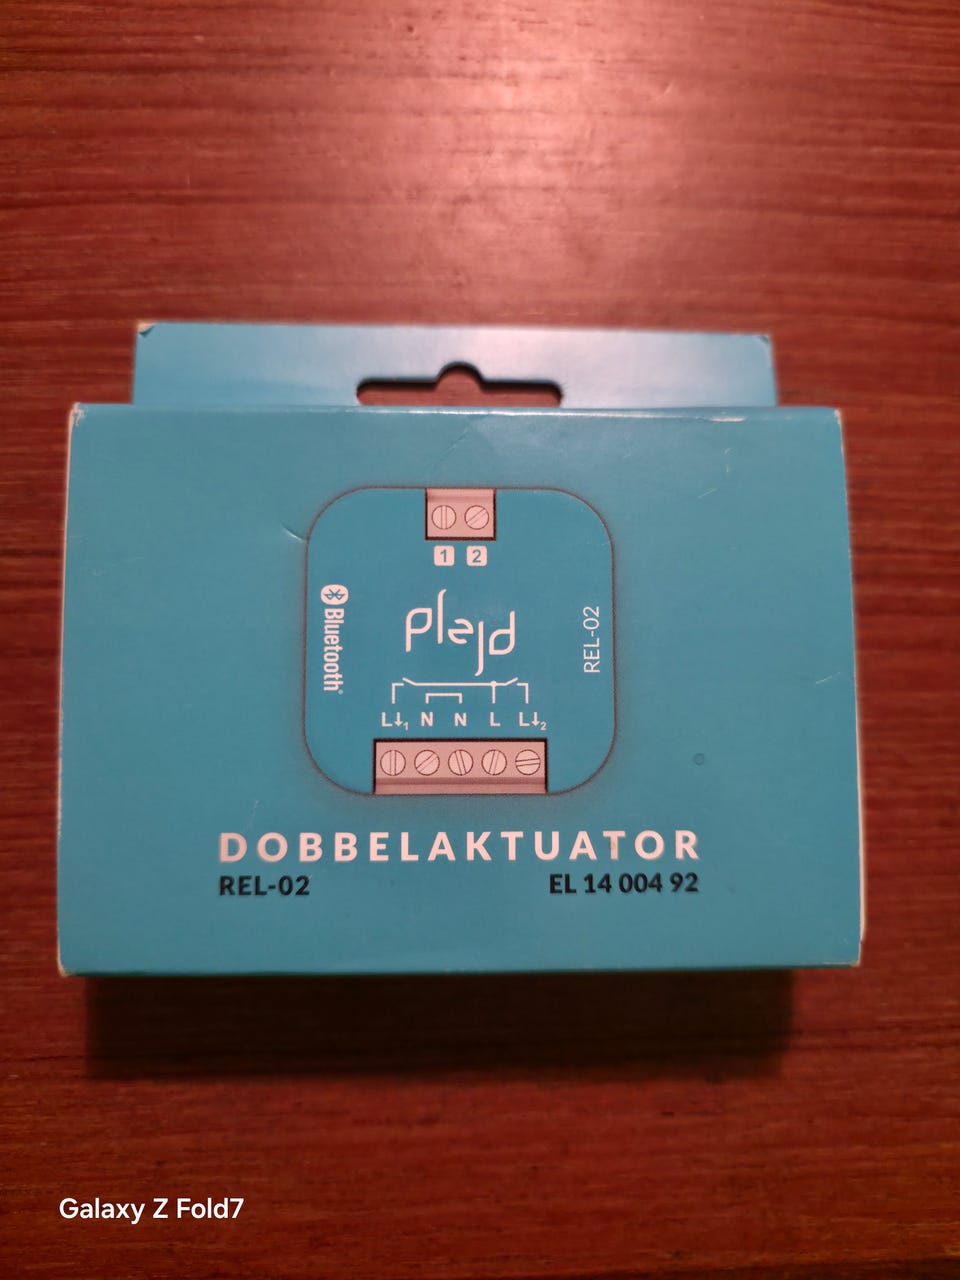 1 2
plejd
Bluetooth®
REL-02
L↓1 N N L L↓2
DOBBELAKTUATOR
REL-02 EL 14 004 92
Galaxy Z Fold7